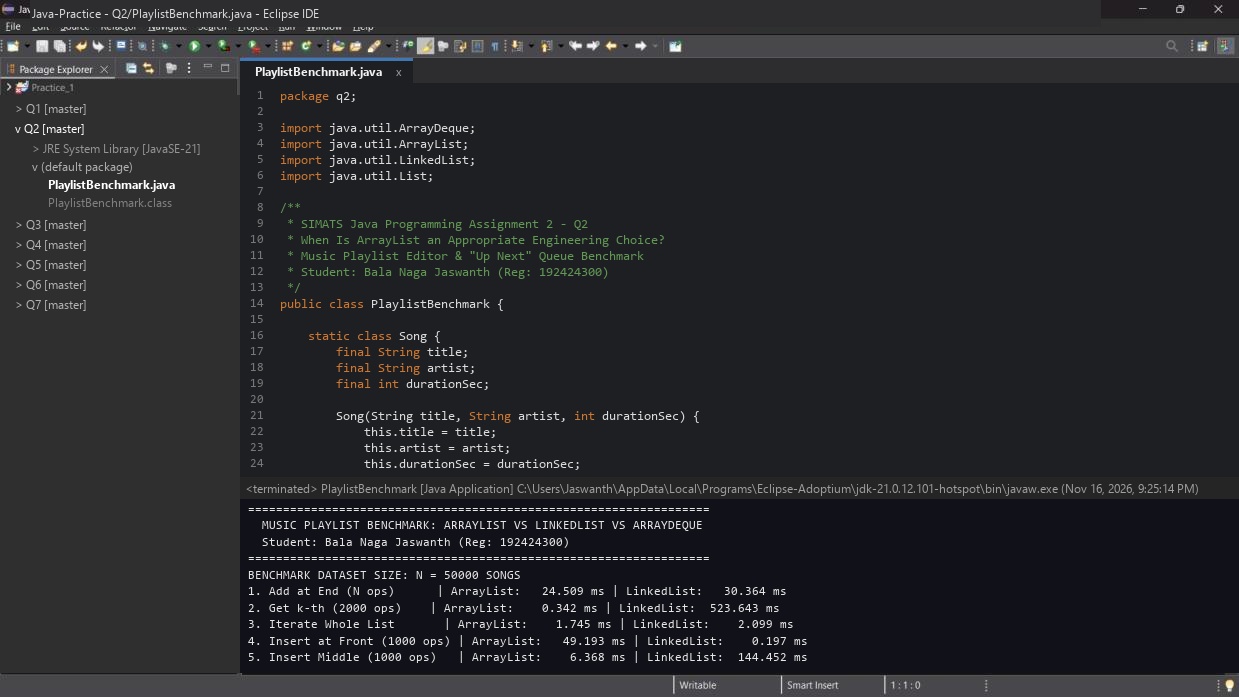 Jav Java-Practice - Q2/PlaylistBenchmark.java - Eclipse IDE
File Edit Source Refactor Navigate Search Project Run Window Help
Package Explorer
Practice_1
> Q1 [master]
v Q2 [master]
> JRE System Library [JavaSE-21]
v (default package)
PlaylistBenchmark.java
PlaylistBenchmark.class
> Q3 [master]
> Q4 [master]
> Q5 [master]
> Q6 [master]
> Q7 [master]
PlaylistBenchmark.java x
1 package q2;
2
3 import java.util.ArrayDeque;
4 import java.util.ArrayList;
5 import java.util.LinkedList;
6 import java.util.List;
7
8 /**
9 * SIMATS Java Programming Assignment 2 - Q2
10 * When Is ArrayList an Appropriate Engineering Choice?
11 * Music Playlist Editor & "Up Next" Queue Benchmark
12 * Student: Bala Naga Jaswanth (Reg: 192424300)
13 */
14 public class PlaylistBenchmark {
15
16 static class Song {
17 final String title;
18 final String artist;
19 final int durationSec;
20
21 Song(String title, String artist, int durationSec) {
22 this.title = title;
23 this.artist = artist;
24 this.durationSec = durationSec;
<terminated> PlaylistBenchmark [Java Application] C:\Users\Jaswanth\AppData\Local\Programs\Eclipse-Adoptium\jdk-21.0.12.101-hotspot\bin\javaw.exe (Nov 16, 2026, 9:25:14 PM)
==================================================================
MUSIC PLAYLIST BENCHMARK: ARRAYLIST VS LINKEDLIST VS ARRAYDEQUE
Student: Bala Naga Jaswanth (Reg: 192424300)
==================================================================
BENCHMARK DATASET SIZE: N = 50000 SONGS
1. Add at End (N ops) | ArrayList: 24.509 ms | LinkedList: 30.364 ms
2. Get k-th (2000 ops) | ArrayList: 0.342 ms | LinkedList: 523.643 ms
3. Iterate Whole List | ArrayList: 1.745 ms | LinkedList: 2.099 ms
4. Insert at Front (1000 ops) | ArrayList: 49.193 ms | LinkedList: 0.197 ms
5. Insert Middle (1000 ops) | ArrayList: 6.368 ms | LinkedList: 144.452 ms
Writable
Smart Insert
1 : 1 : 0